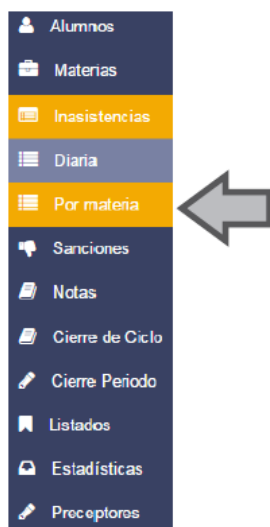 Alumnos
Materias
Inasistencias
Diaria
Por materia
Sanciones
Notas
Cierre de Ciclo
Cierre Periodo
Listados
Estadísticas
Preceptores